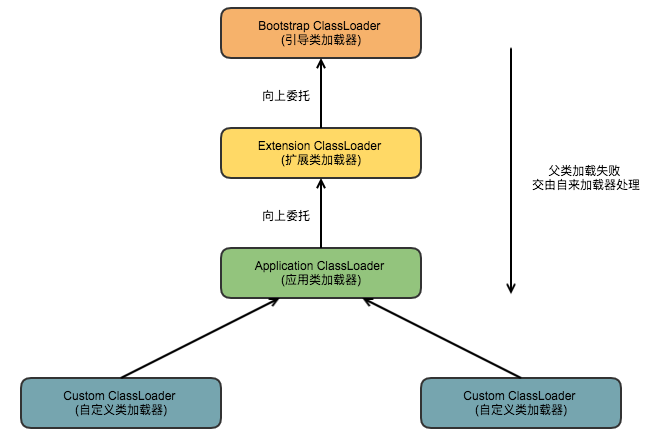 Bootstrap ClassLoader
(引导类加载器)
向上委托
Extension ClassLoader
(扩展类加载器)
父类加载失败
交由自来加载器处理
向上委托
Application ClassLoader
(应用类加载器)
Custom ClassLoader
(自定义类加载器)
Custom ClassLoader
(自定义类加载器)